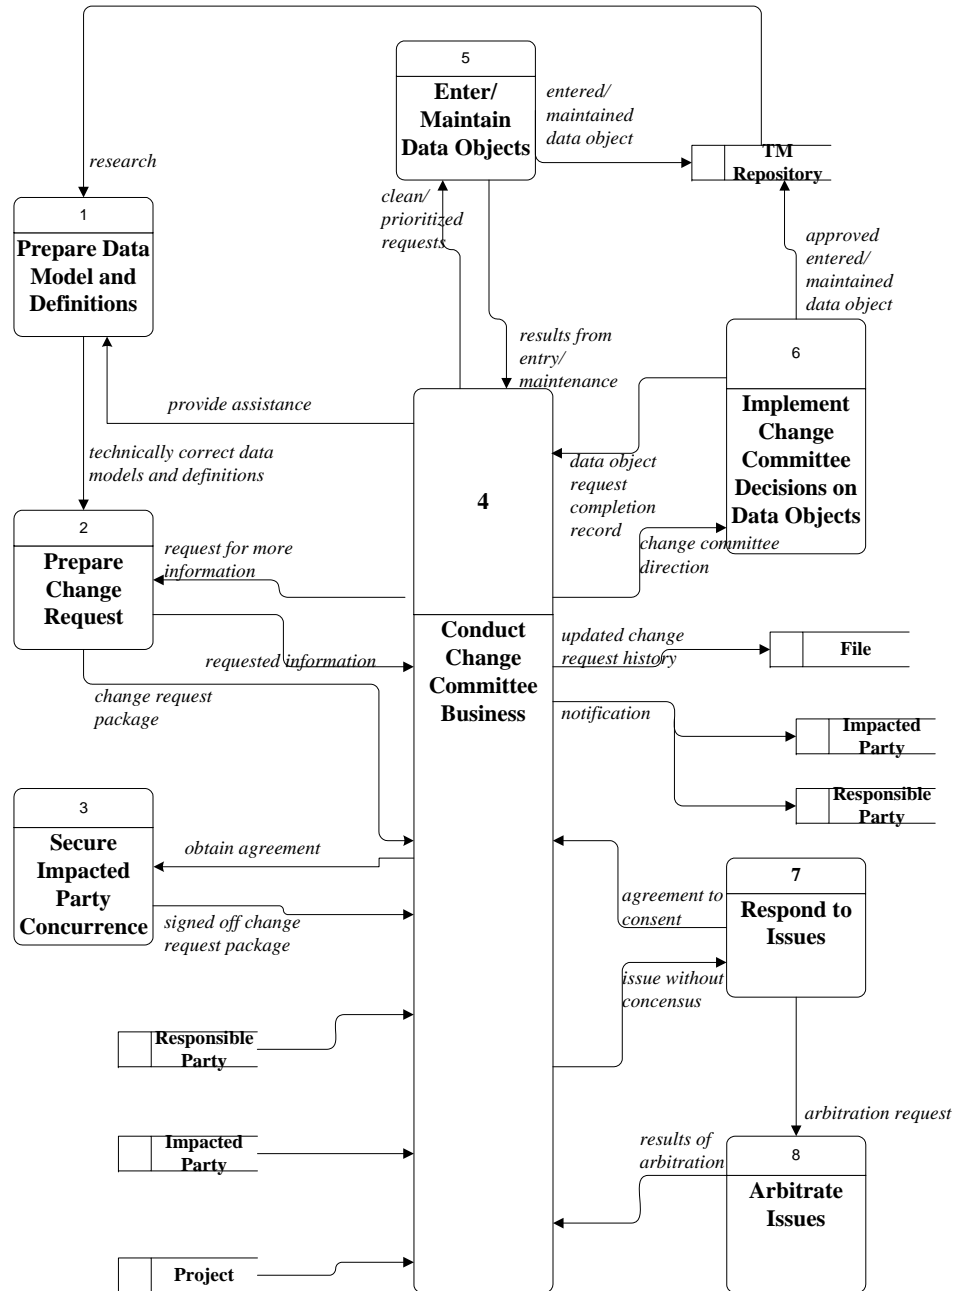 5
Enter/
Maintain
Data Objects
entered/
maintained
data object
TM
Repository
research
clean/
prioritized
requests
1
Prepare Data
Model and
Definitions
approved
entered/
maintained
data object
results from
entry/
maintenance
6
Implement
Change
Committee
Decisions on
Data Objects
provide assistance
technically correct data
models and definitions
data object
request
completion
record
4
Conduct
Change
Committee
Business
change committee
direction
2
Prepare
Change
Request
request for more
information
requested information
change request
package
updated change
request history
File
notification
Impacted
Party
Responsible
Party
3
Secure
Impacted
Party
Concurrence
obtain agreement
signed off change
request package
7
Respond to
Issues
agreement to
consent
issue without
concensus
Responsible
Party
Impacted
Party
Project
arbitration request
results of
arbitration
8
Arbitrate
Issues